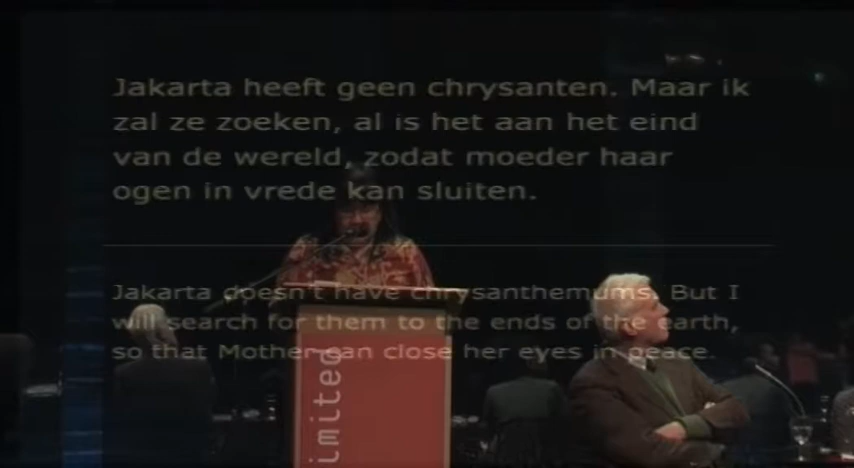 Jakarta heeft geen chrysanten. Maar ik
zal ze zoeken, al is het aan het eind
van de wereld, zodat moeder haar
ogen in vrede kan sluiten.
Jakarta doesn't have chrysanthemums. But I
will search for them to the ends of the earth,
so that Mother can close her eyes in peace.
imited